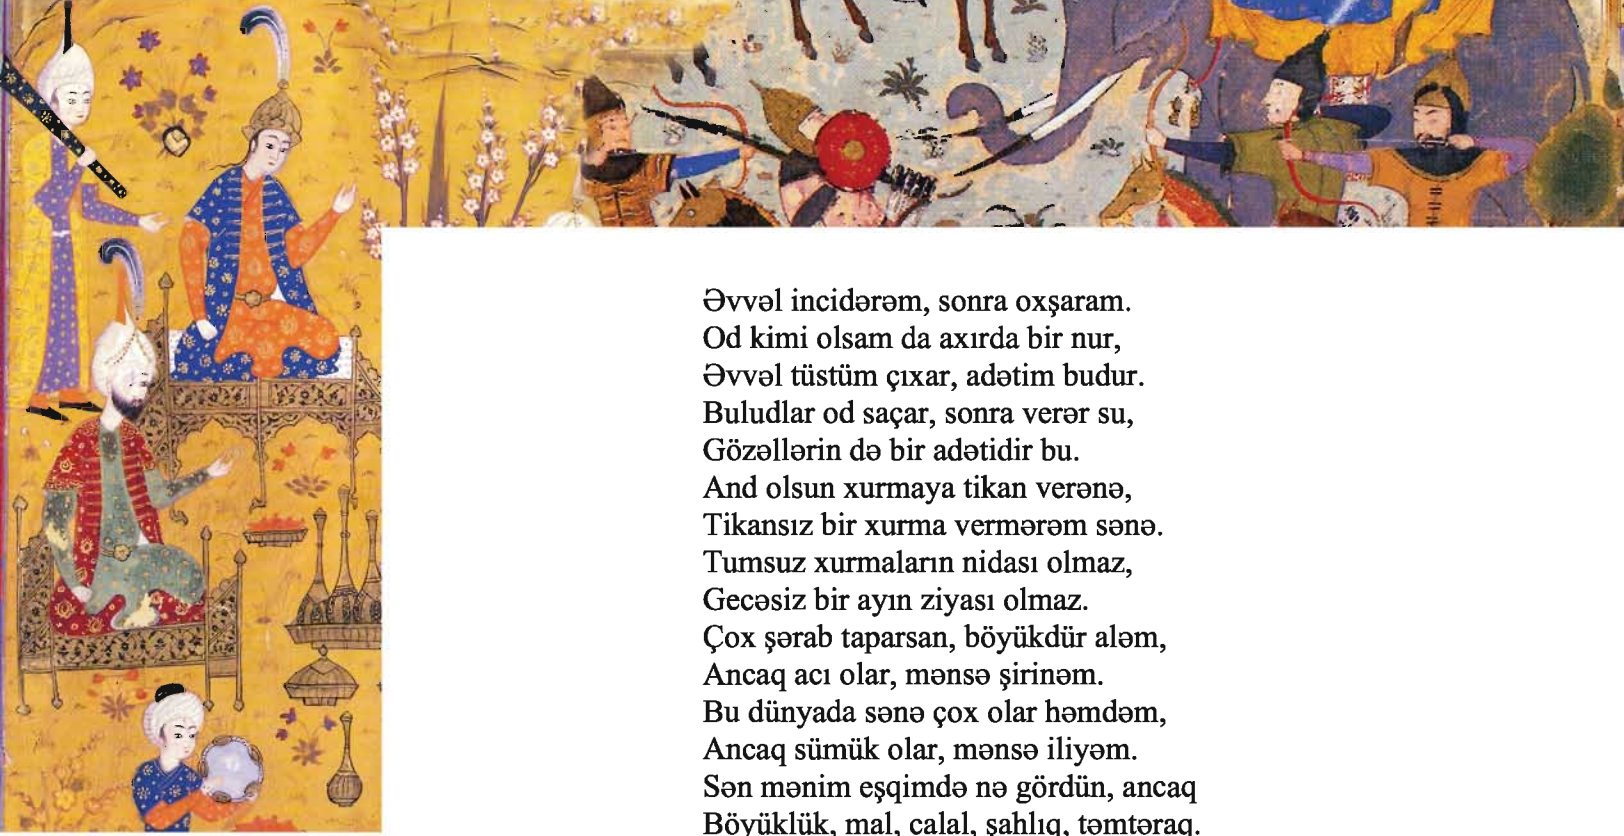 Əvvəl incidərəm, sonra oxşaram.
Od kimi olsam da axırda bir nur,
Əvvəl tüstüm çıxar, adətim budur.
Buludlar od saçar, sonra verər su,
Gözəllərin də bir adətidir bu.
And olsun xurmaya tikan verənə,
Tikansız bir xurma vermərəm sənə.
Tumsuz xurmaların nidası olmaz,
Gecəsiz bir ayın ziyası olmaz.
Çox şərab taparsan, böyükdür aləm,
Ancaq acı olar, mənsə şirinəm.
Bu dünyada sənə çox olar həmdəm,
Ancaq sümük olar, mənsə iliyəm.
Sən mənim eşqimdə nə gördün, ancaq
Böyüklük, mal, calal, şahlıq, təmtəraq.